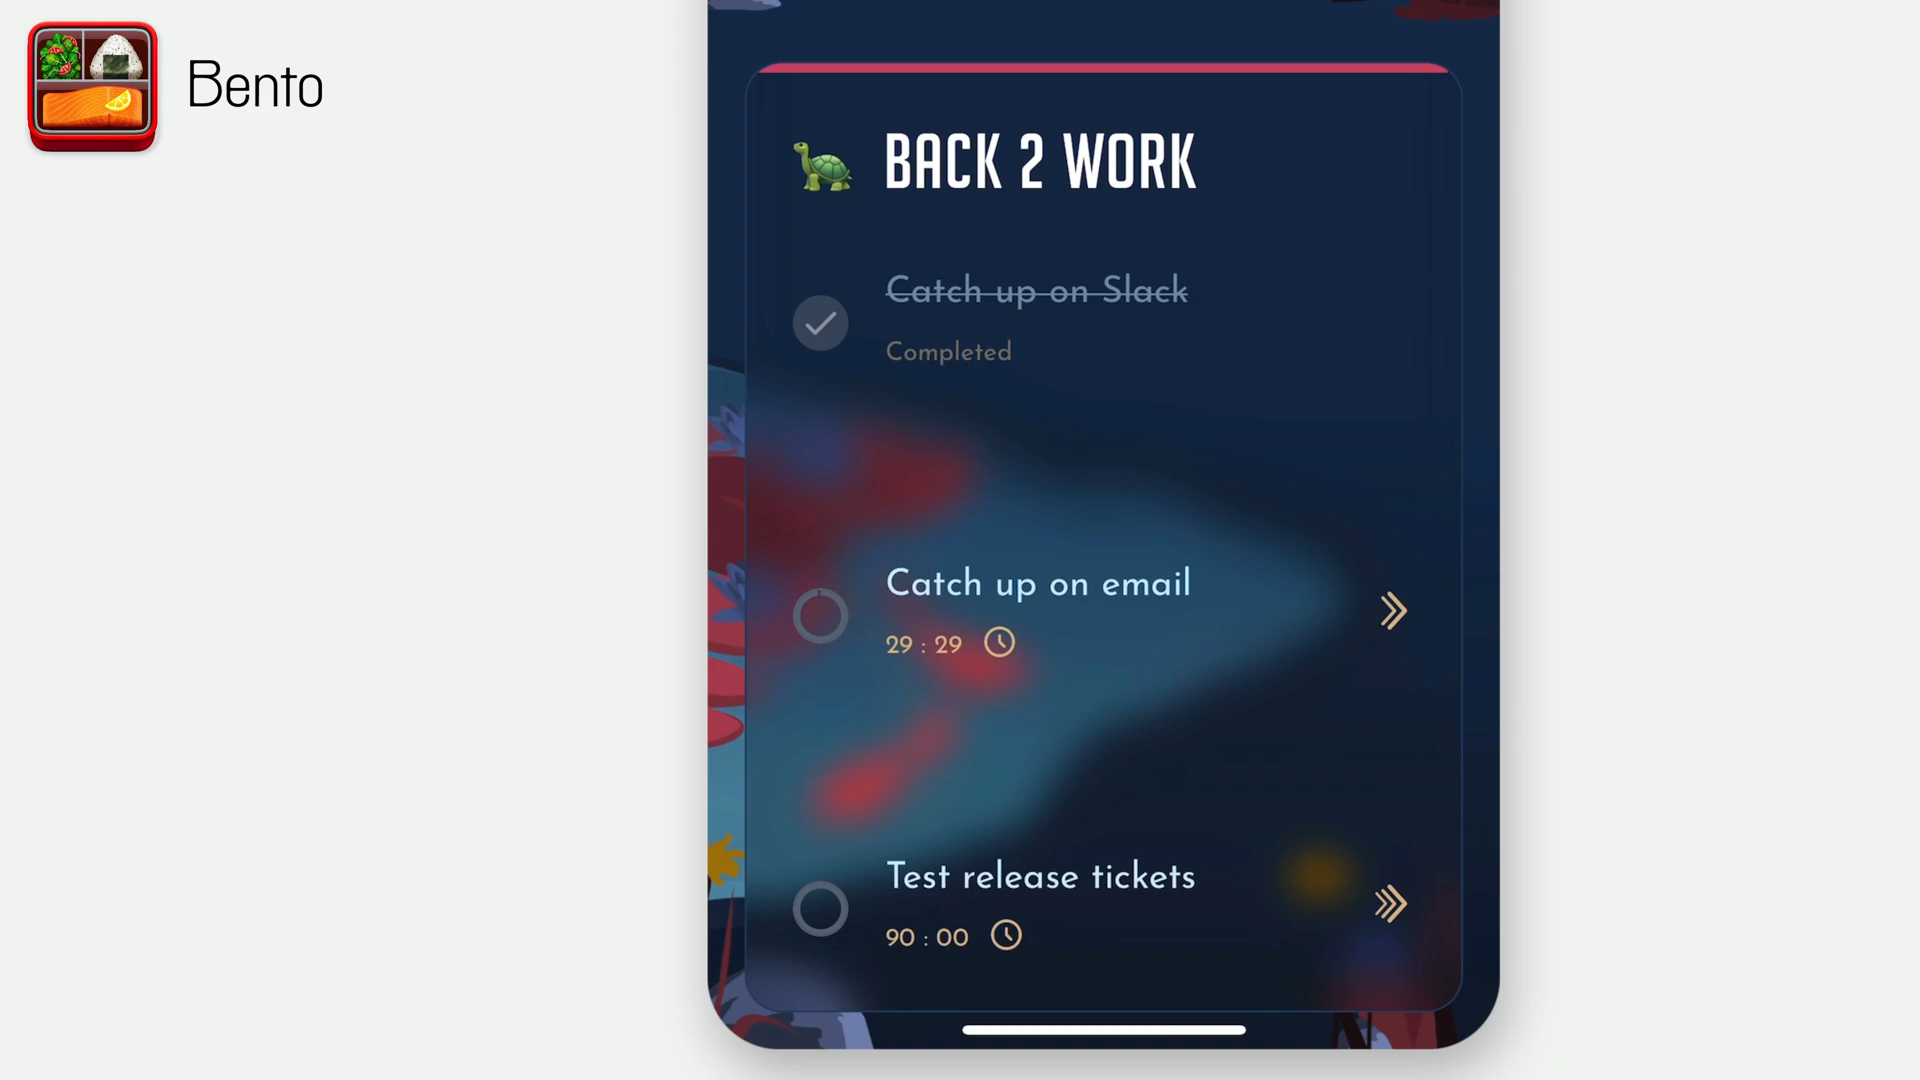 Bento
BACK 2 WORK
Catch up on Slack
Completed
Catch up on email
29 : 29
Test release tickets
90 : 00